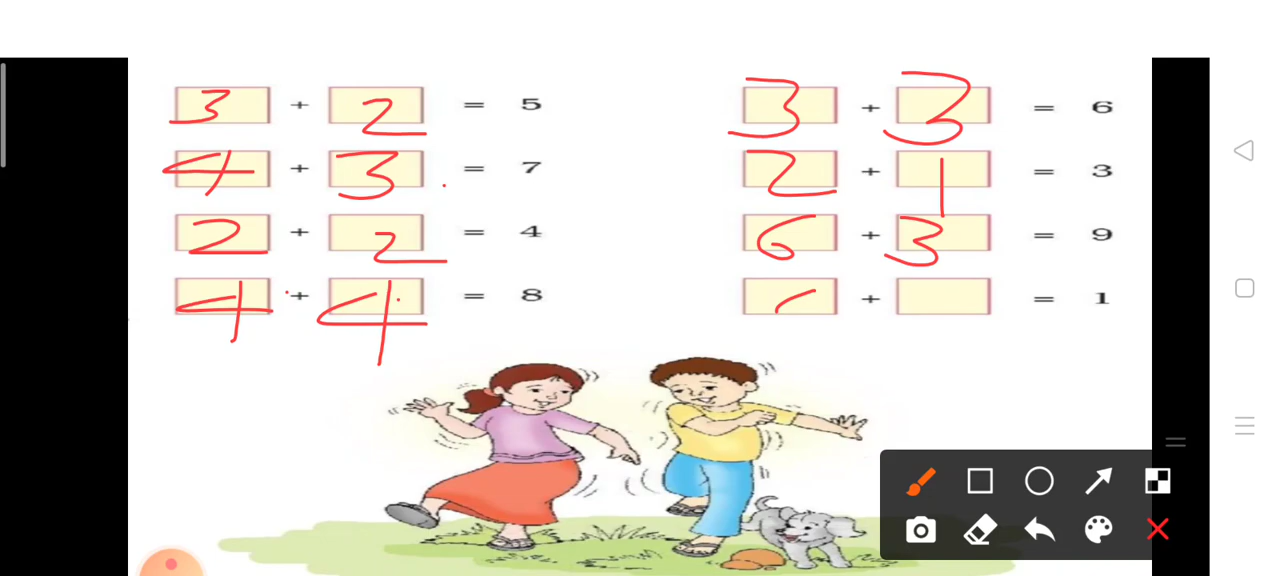 3 + 2 = 5
3 + 3 = 6
4 + 3 = 7
2 + 1 = 3
2 + 2 = 4
6 + 3 = 9
4 + 4 = 8
+ = 1